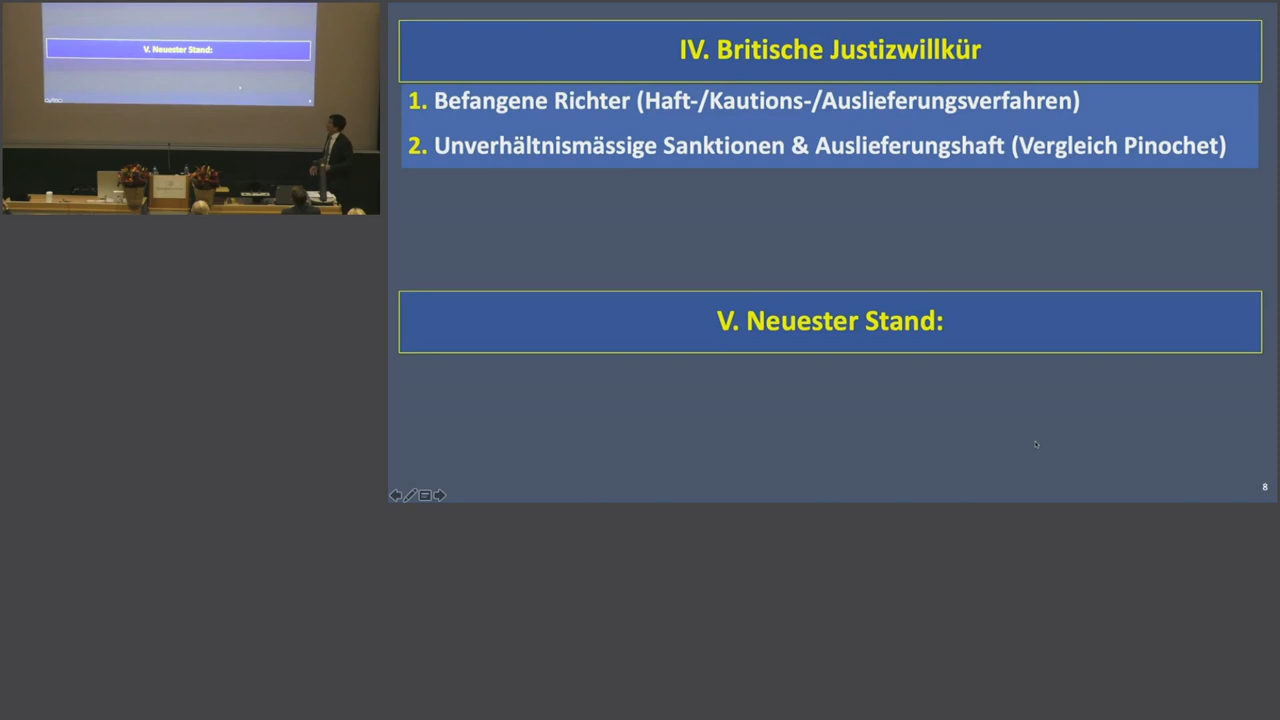 V. Neuester Stand:
IV. Britische Justizwillkür
1. Befangene Richter (Haft-/Kautions-/Auslieferungsverfahren)
2. Unverhältnismässige Sanktionen & Auslieferungshaft (Vergleich Pinochet)
V. Neuester Stand:
8